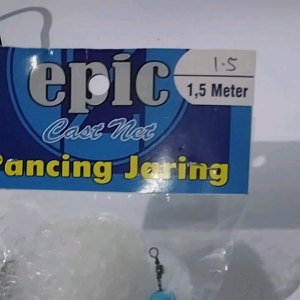 epic
1-5
1,5 Meter
Cast Net
Pancing Jaring